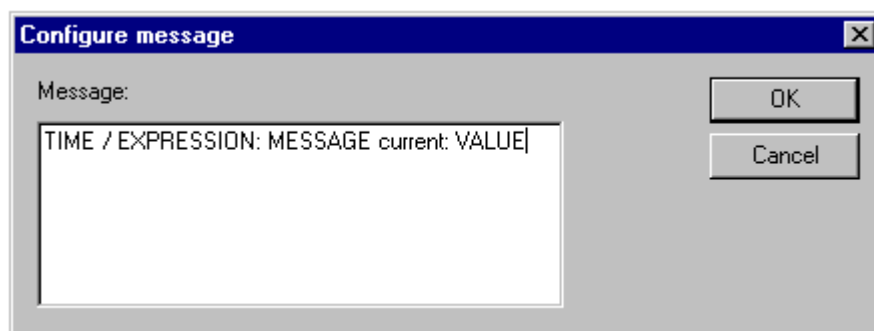 Configure message
Message:
TIME / EXPRESSION: MESSAGE current: VALUE
OK
Cancel